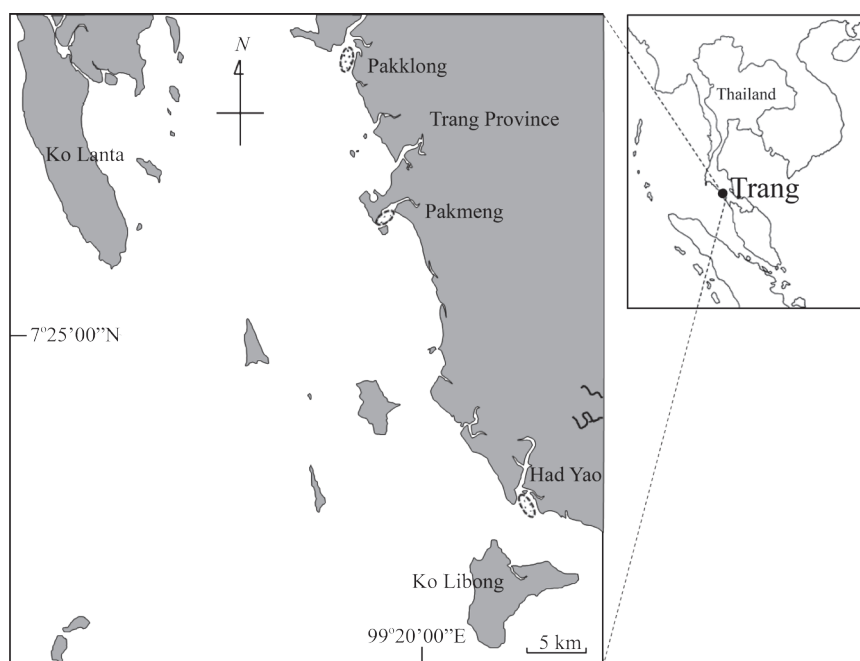 N
Pakklong
Trang Province
Ko Lanta
Pakmeng
7°25’00”N
Had Yao
Ko Libong
99°20’00”E
5 km
Thailand
Trang